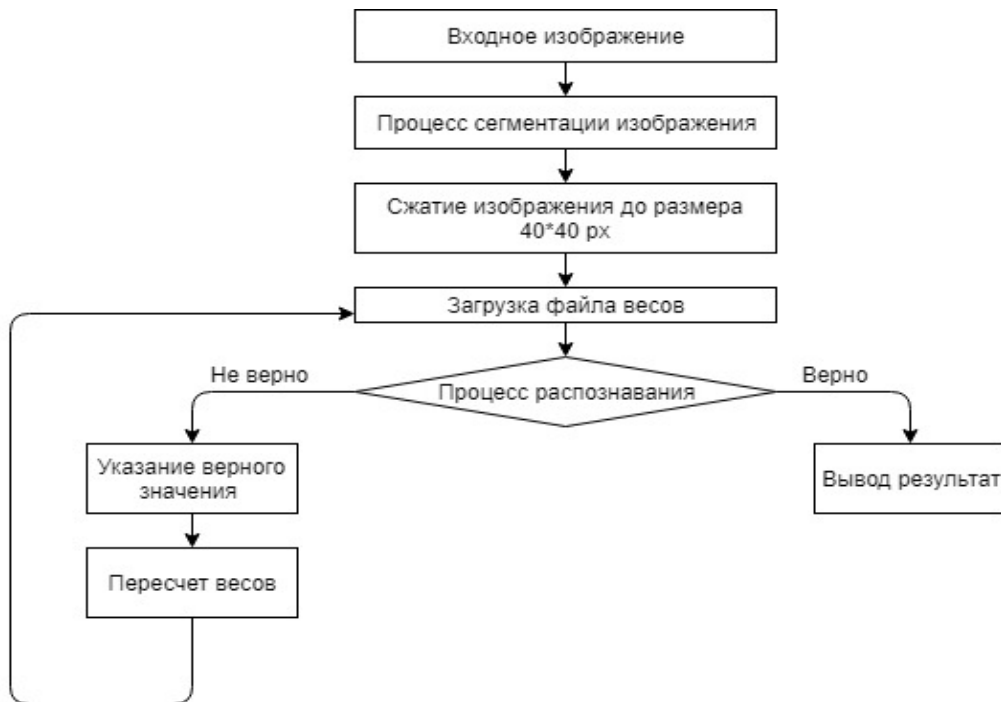 Входное изображение
Процесс сегментации изображения
Сжатие изображения до размера
40*40 px
Загрузка файла весов
Не верно
Процесс распознавания
Верно
Указание верного
значения
Вывод результат
Пересчет весов